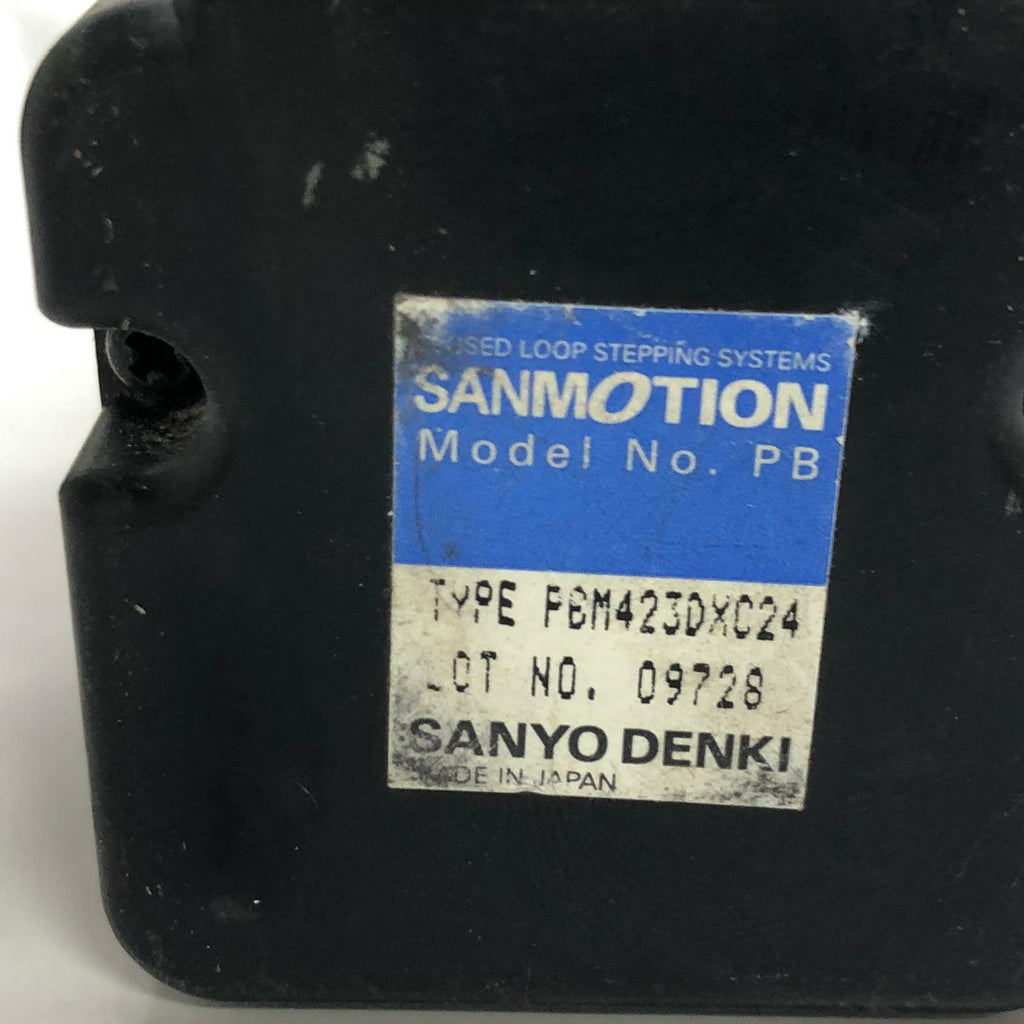 LOOP STEPPING SYSTEMS
SANMOTION
Model No. PB
TYPE PBM423DXC24
LOT NO. 09728
SANYO DENKI
MADE IN JAPAN